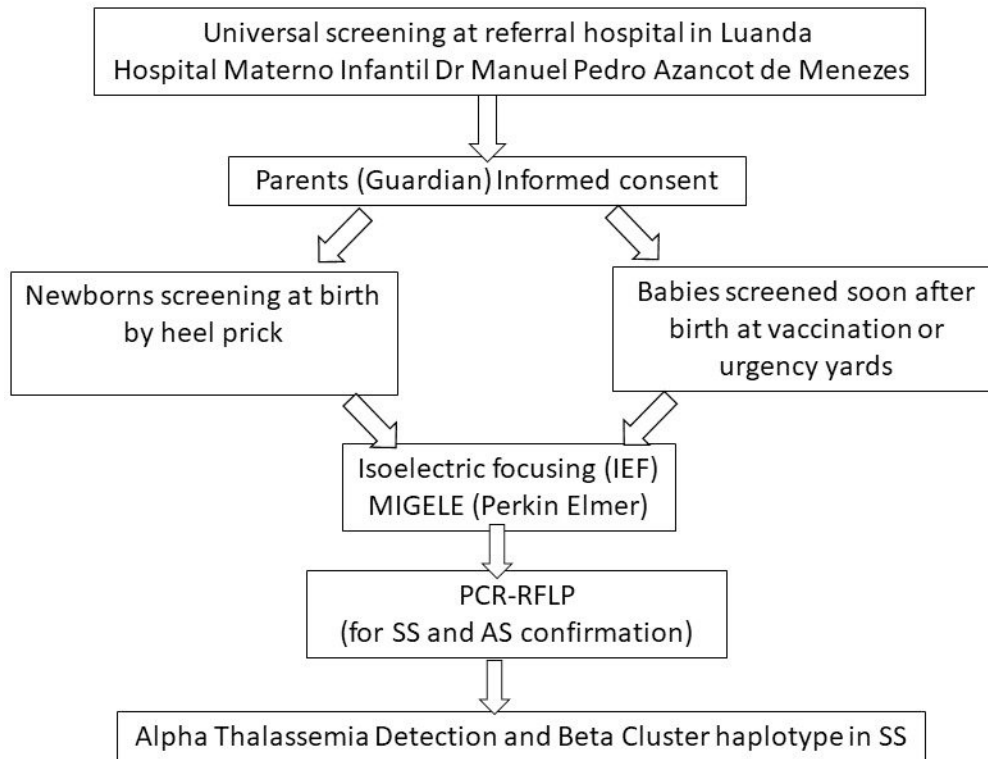 Universal screening at referral hospital in Luanda
Hospital Materno Infantil Dr Manuel Pedro Azancot de Menezes
Parents (Guardian) Informed consent
Newborns screening at birth
by heel prick
Babies screened soon after
birth at vaccination or
urgency yards
Isoelectric focusing (IEF)
MIGELE (Perkin Elmer)
PCR-RFLP
(for SS and AS confirmation)
Alpha Thalassemia Detection and Beta Cluster haplotype in SS